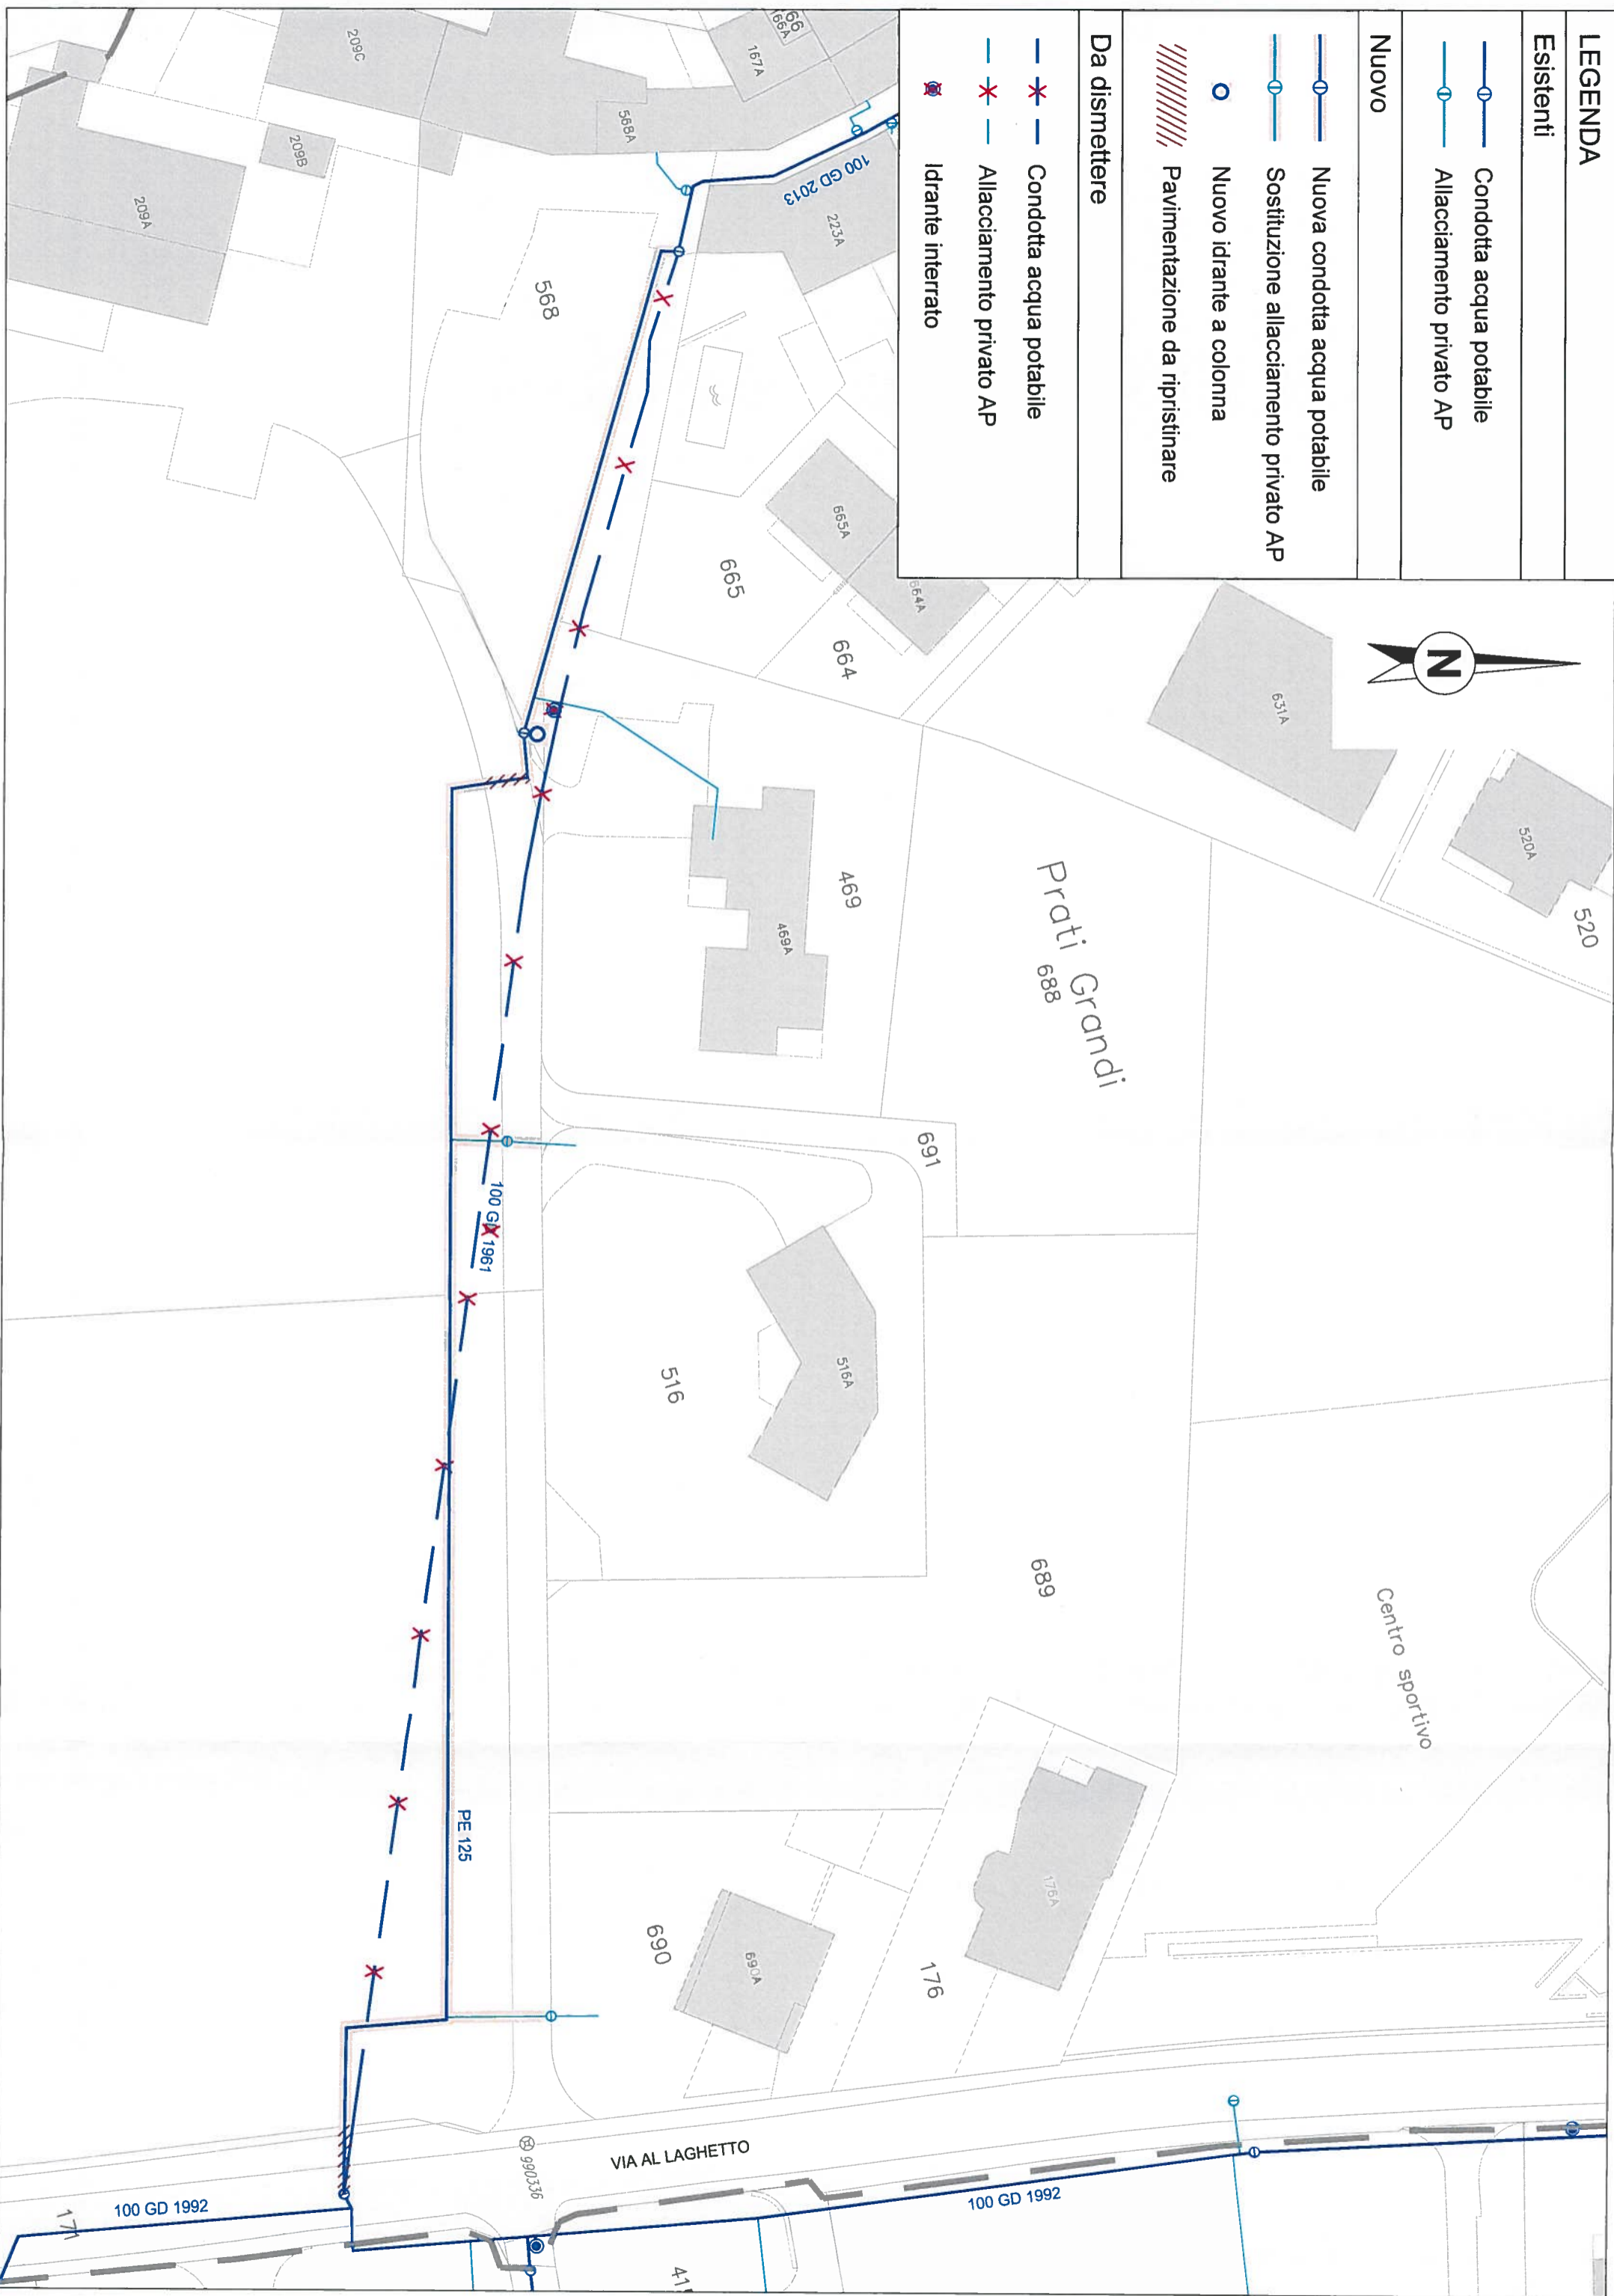 LEGENDA
Esistenti
Condotta acqua potabile
Allacciamento privato AP
Nuovo
Nuova condotta acqua potabile
Sostituzione allacciamento privato AP
Nuovo idrante a colonna
Pavimentazione da ripristinare
Da dismettere
Condotta acqua potabile
Allacciamento privato AP
Idrante interrato
N
520A
520
631A
Centro sportivo
Prati Grandi
688
689
664A
664
665A
665
166A
167A
223A
100 GD 2013
568A
568
209C
209B
209A
469
469A
691
516A
516
100 GD 1961
PE 125
176A
176
690A
690
VIA AL LAGHETTO
990336
100 GD 1992
100 GD 1992
171